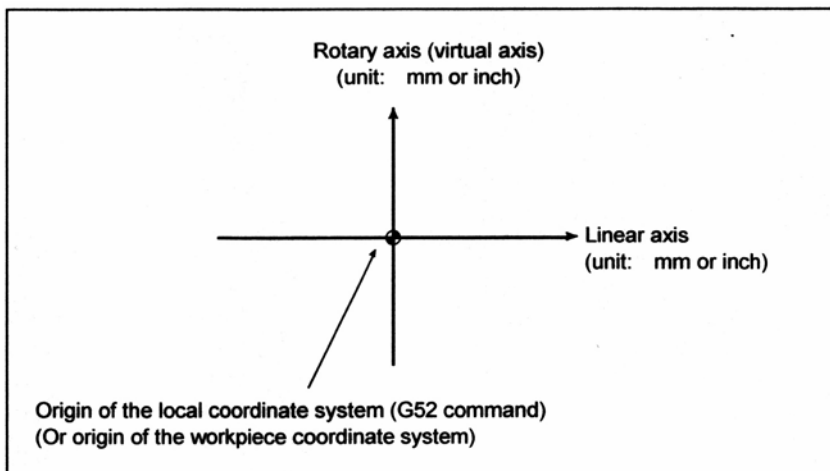 Rotary axis (virtual axis)
(unit: mm or inch)
Linear axis
(unit: mm or inch)
Origin of the local coordinate system (G52 command)
(Or origin of the workpiece coordinate system)